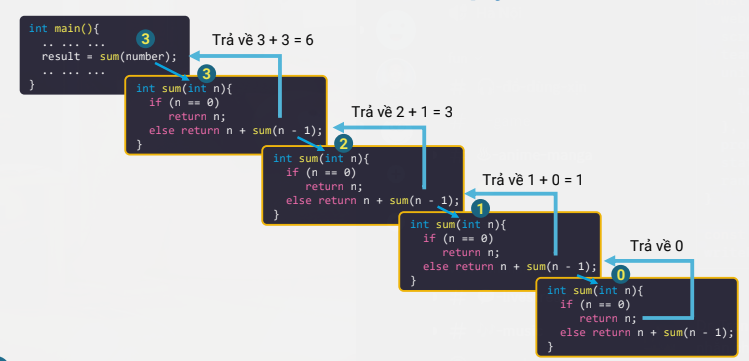 int main(){
.. ... ...
3
result = sum(number);
.. ... ...
}
Trả về 3 + 3 = 6
3
int sum(int n){
if (n == 0)
return n;
else return n + sum(n - 1);
}
Trả về 2 + 1 = 3
2
int sum(int n){
if (n == 0)
return n;
else return n + sum(n - 1);
}
Trả về 1 + 0 = 1
1
int sum(int n){
if (n == 0)
return n;
else return n + sum(n - 1);
}
Trả về 0
0
int sum(int n){
if (n == 0)
return n;
else return n + sum(n - 1);
}